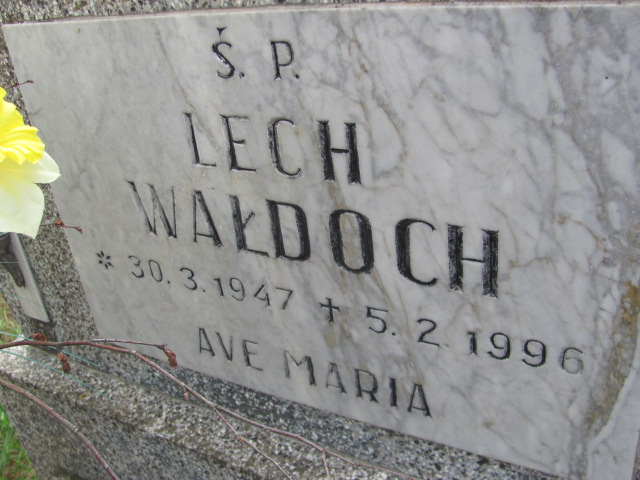 Ś. P.
LECH
WAŁDOCH
* 30. 3. 1947 + 5. 2. 1996
AVE MARIA